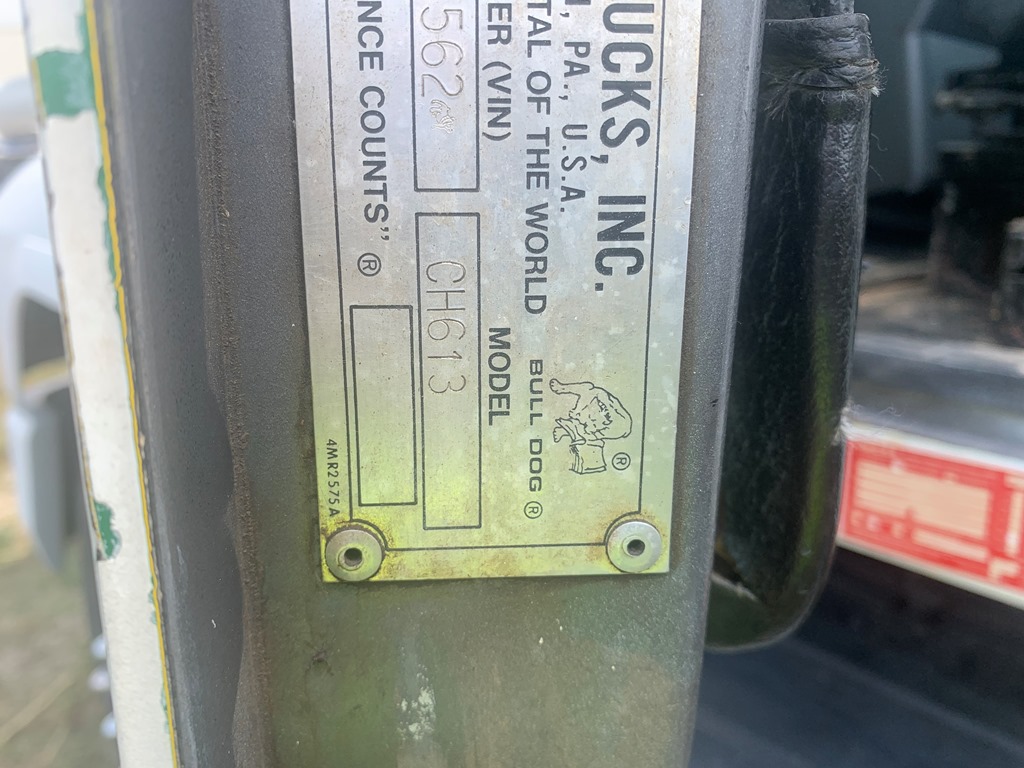 UCKS, INC.
PA., U.S.A.
TAL OF THE WORLD BULL DOG ®
®
ER (VIN) MODEL
562 CH613
NCE COUNTS” ®
4MR2575A